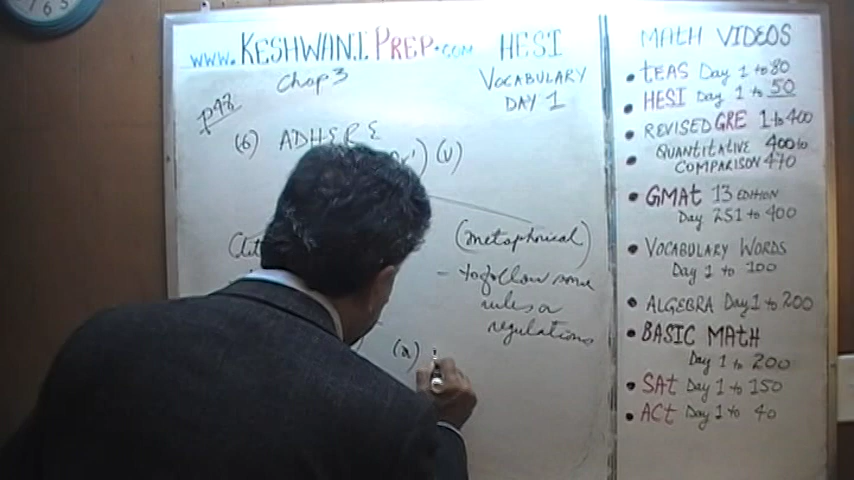 www.KESHWANIPREP.com
Chap 3
HESI
VOCABULARY
DAY 1
p42
(6) ADHERE
) (V)
(metaphorical)
- to follow some
rules or
regulations
(a)
MATH VIDEOS
• TEAS Day 1 to 80
• HESI Day 1 to 50
• REVISED GRE 1 to 400
• QUANTITATIVE 400 to
COMPARISON 470
• GMAT 13 EDITION
Day 251 to 400
• VOCABULARY WORDS
Day 1 to 100
• ALGEBRA Day 1 to 200
• BASIC MATH
Day 1 to 200
• SAT Day 1 to 150
• ACT Day 1 to 40